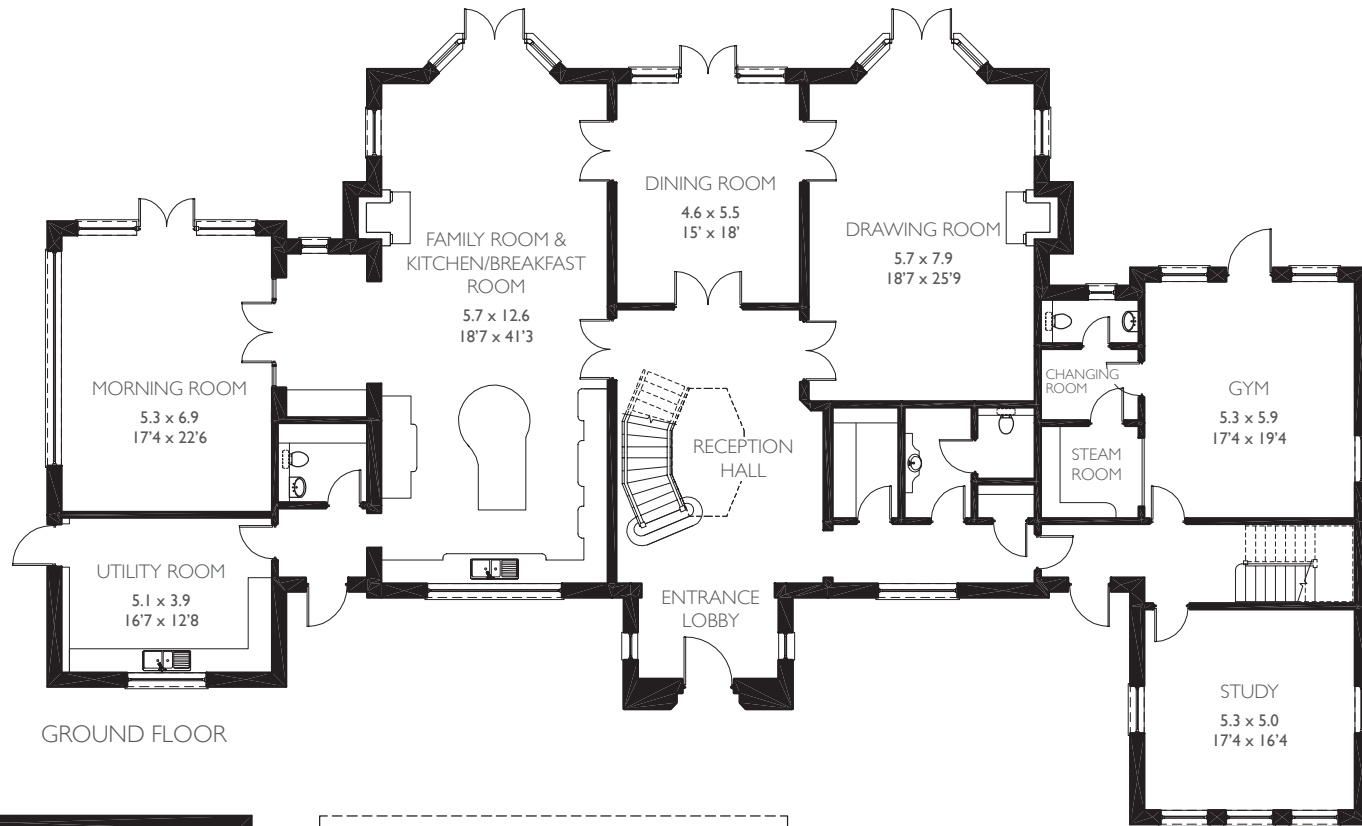 DINING ROOM
4.6 x 5.5
15' x 18'
FAMILY ROOM &
KITCHEN/BREAKFAST
ROOM
5.7 x 12.6
18'7 x 41'3
DRAWING ROOM
5.7 x 7.9
18'7 x 25'9
MORNING ROOM
5.3 x 6.9
17'4 x 22'6
CHANGING
ROOM
GYM
5.3 x 5.9
17'4 x 19'4
RECEPTION
HALL
STEAM
ROOM
UTILITY ROOM
5.1 x 3.9
16'7 x 12'8
ENTRANCE
LOBBY
STUDY
5.3 x 5.0
17'4 x 16'4
GROUND FLOOR